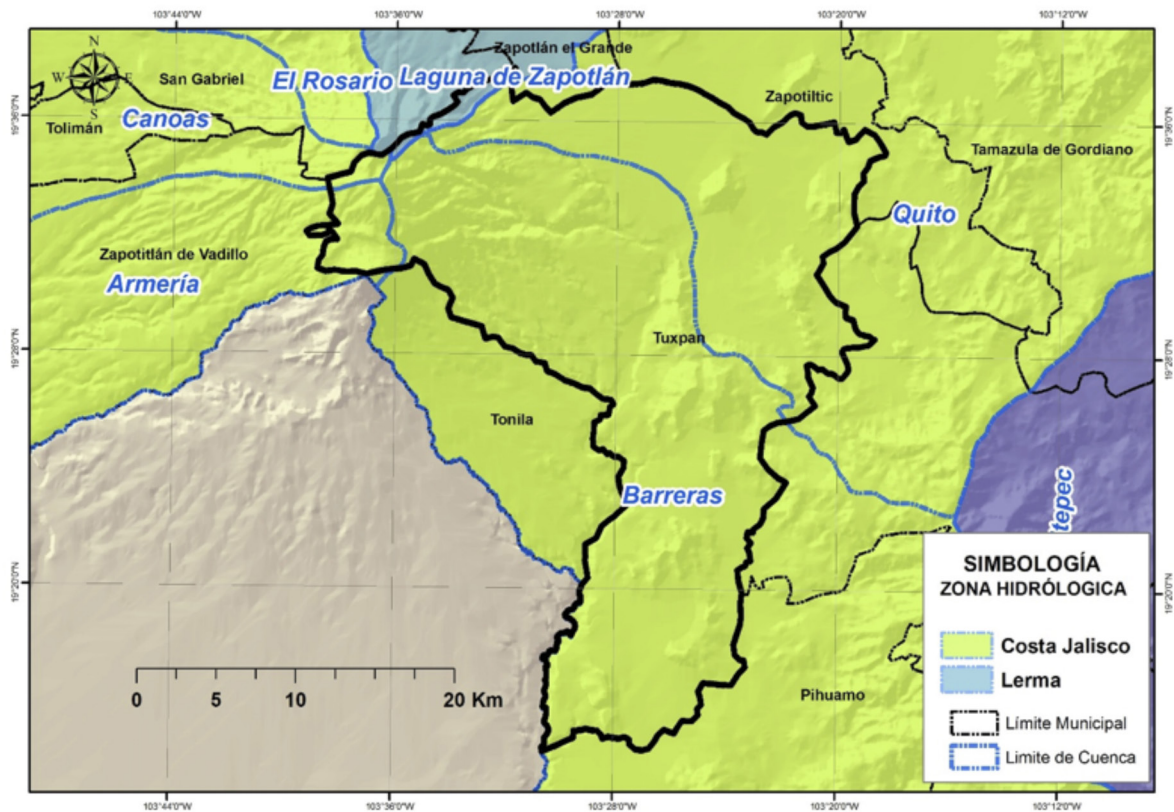 103°44'0"W
103°36'0"W
103°28'0"W
103°20'0"W
103°12'0"W
N
W
E
S
San Gabriel
Zapotlán el Grande
El Rosario
Laguna de Zapotlán
Zapotiltic
Canoas
Tolimán
Tamazula de Gordiano
19°36'0"N
19°36'0"N
Quito
Zapotitlán de Vadillo
Armería
Tuxpan
19°28'0"N
19°28'0"N
Tonila
Barreras
tepec
19°20'0"N
19°20'0"N
SIMBOLOGÍA
ZONA HIDRÓLOGICA
Costa Jalisco
Lerma
Límite Municipal
Limite de Cuenca
0 5 10 20 Km
Pihuamo
103°44'0"W
103°36'0"W
103°28'0"W
103°20'0"W
103°12'0"W